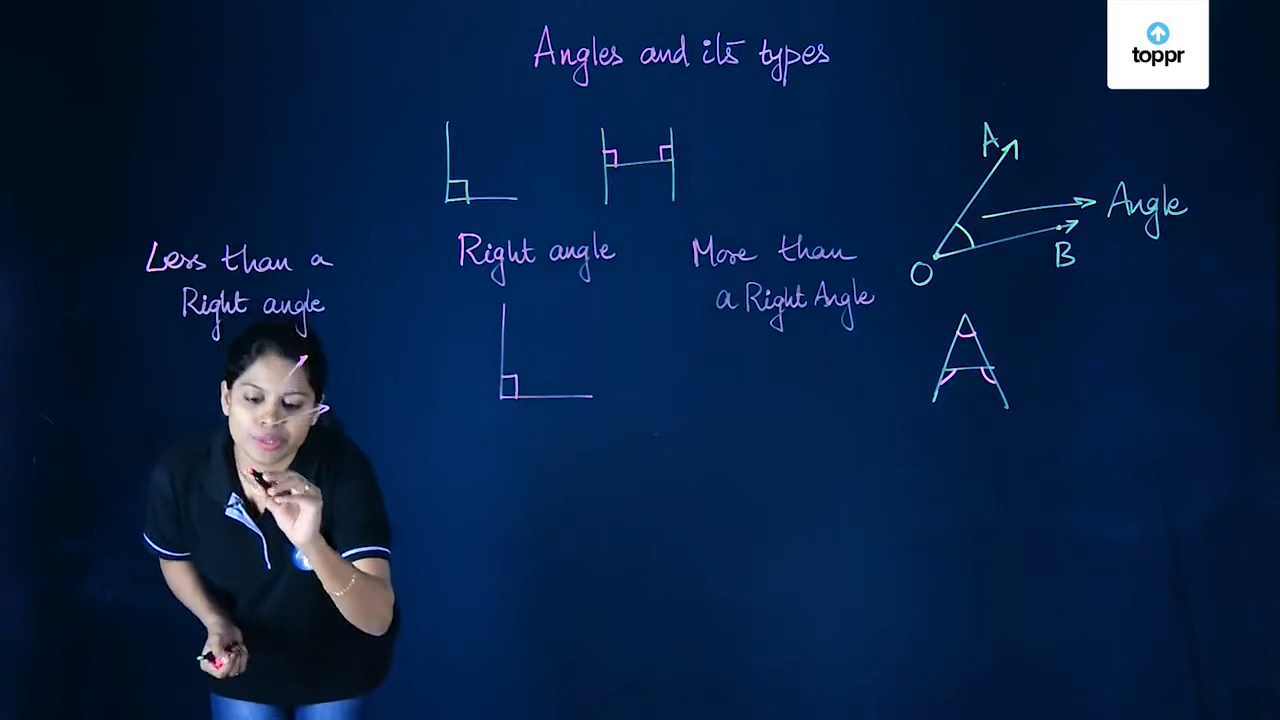 Angles and its types
toppr
A
Angle
B
O
Less than a
Right angle
Right angle
More than
a Right Angle